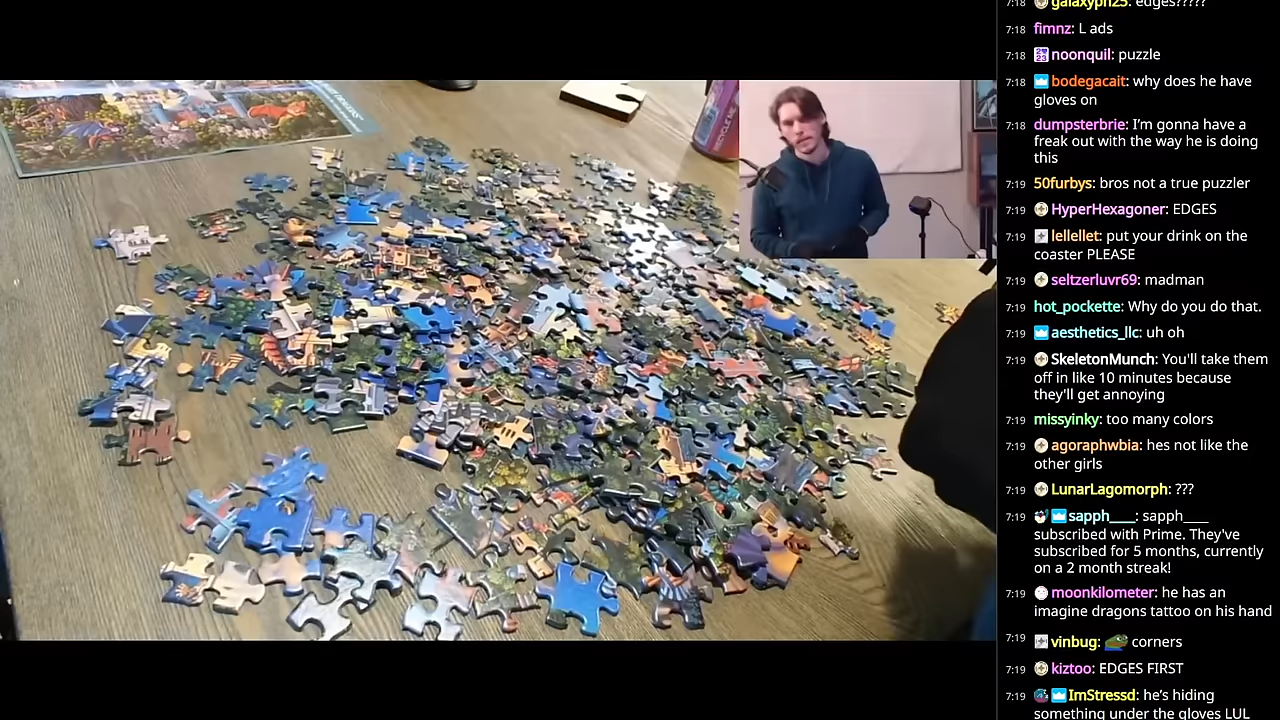 7:18 galaxyph25: edges?????
7:18 fimnz: L ads
7:18 noonquil: puzzle
7:18 bodegacait: why does he have
gloves on
7:18 dumpsterbrie: I'm gonna have a
freak out with the way he is doing
this
7:19 50furbys: bros not a true puzzler
7:19 HyperHexagoner: EDGES
7:19 lellellet: put your drink on the
coaster PLEASE
7:19 seltzerluvr69: madman
7:19 hot_pockette: Why do you do that.
7:19 aesthetics_llc: uh oh
7:19 SkeletonMunch: You'll take them
off in like 10 minutes because
they'll get annoying
7:19 missyinky: too many colors
7:19 agoraphwbia: hes not like the
other girls
7:19 LunarLagomorph: ???
7:19 sapph___: sapph___
subscribed with Prime. They've
subscribed for 5 months, currently
on a 2 month streak!
7:19 moonkilometer: he has an
imagine dragons tattoo on his hand
7:19 vinbug: corners
7:19 kiztoo: EDGES FIRST
7:19 ImStressd: he's hiding
something under the gloves LUL
RECYCLE ME